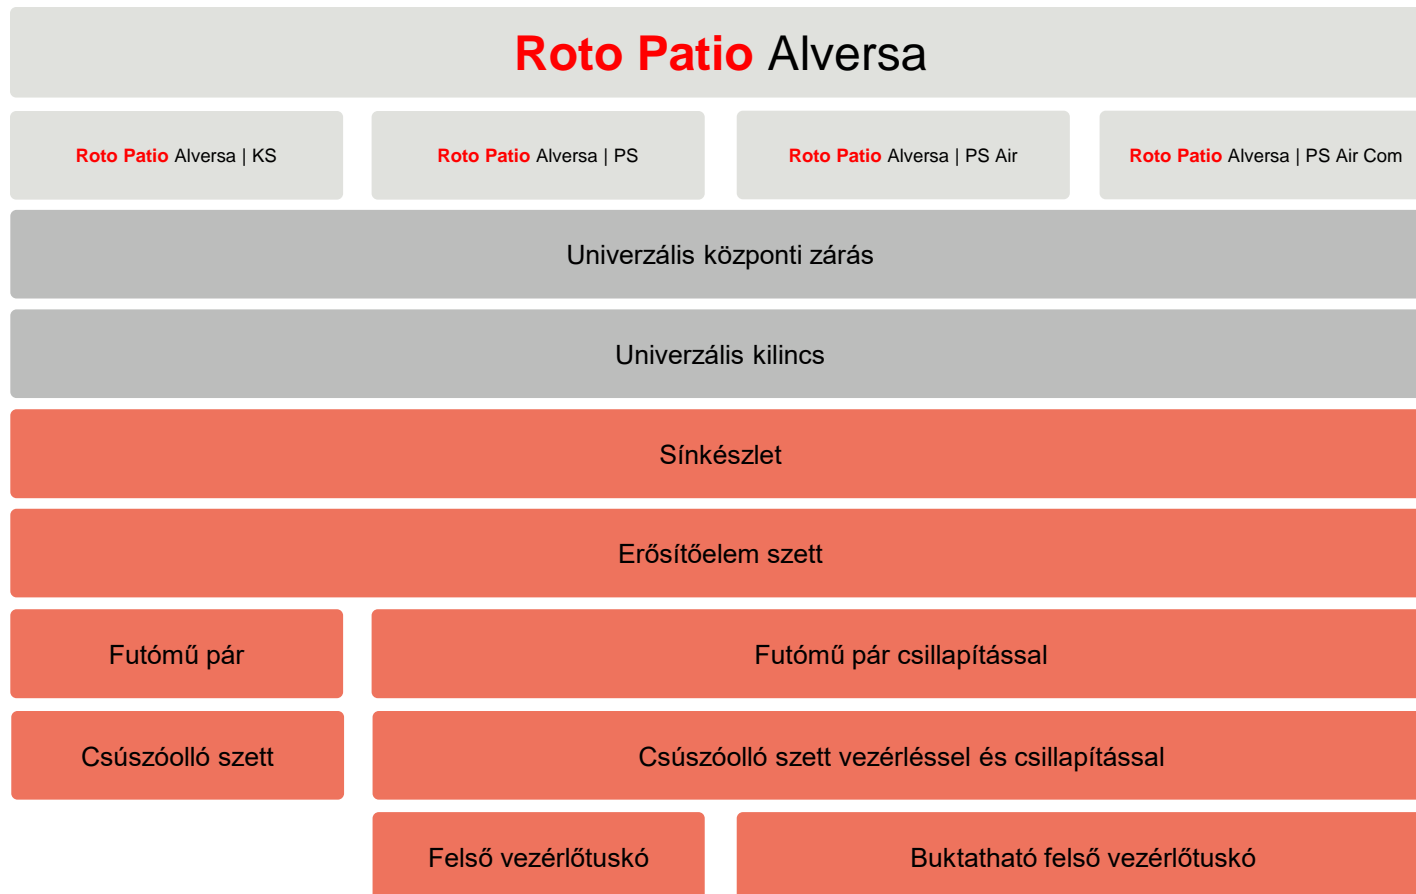 Roto Patio Alversa
Roto Patio Alversa | KS
Roto Patio Alversa | PS
Roto Patio Alversa | PS Air
Roto Patio Alversa | PS Air Com
Univerzális központi zárás
Univerzális kilincs
Sínkészlet
Erősítőelem szett
Futómű pár
Futómű pár csillapítással
Csúszóolló szett
Csúszóolló szett vezérléssel és csillapítással
Felső vezérlőtuskó
Buktatható felső vezérlőtuskó